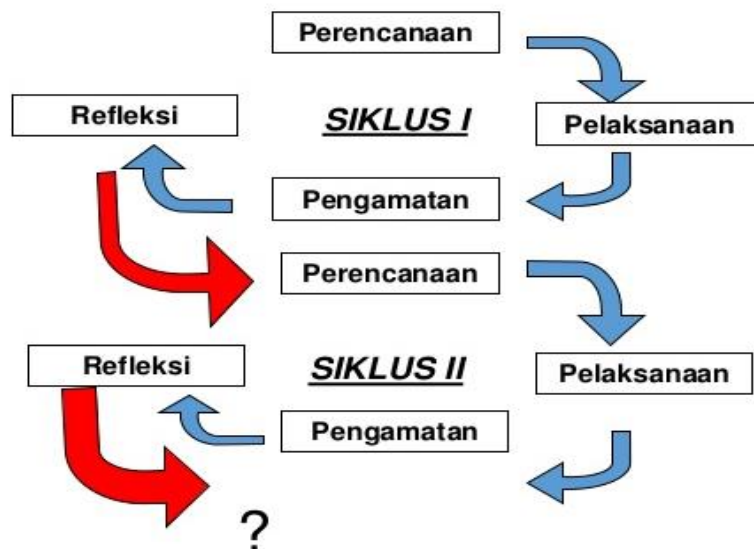 Perencanaan
Refleksi
SIKLUS I
Pelaksanaan
Pengamatan
Perencanaan
Refleksi
SIKLUS II
Pelaksanaan
Pengamatan
?